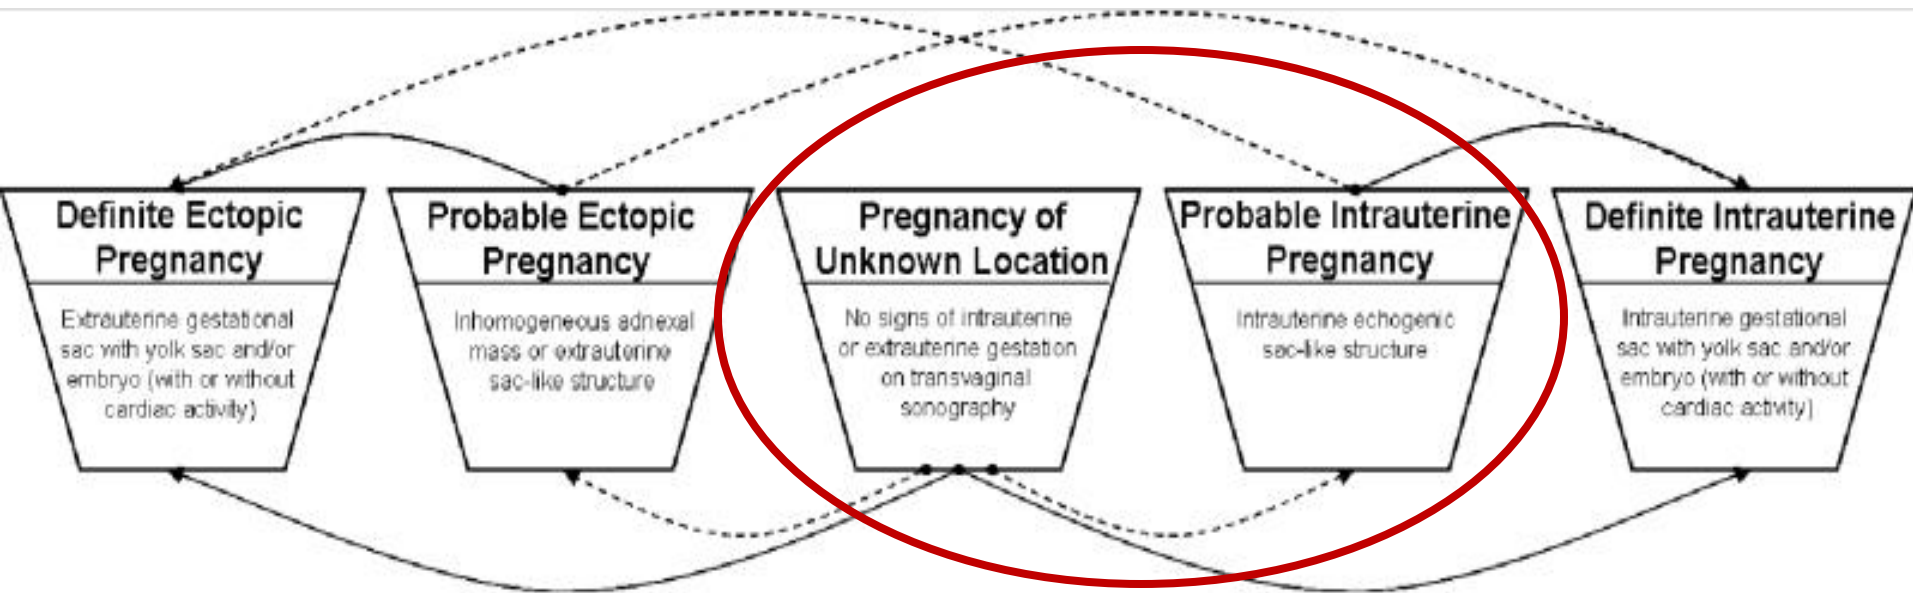 Definite Ectopic
Pregnancy
Extrauterine gestational
sac with yolk sac and/or
embryo (with or without
cardiac activity)
Probable Ectopic
Pregnancy
Inhomogeneous adnexal
mass or extrauterine
sac-like structure
Pregnancy of
Unknown Location
No signs of intrauterine
or extrauterine gestation
on transvaginal
sonography
Probable Intrauterine
Pregnancy
Intrauterine echogenic
sac-like structure
Definite Intrauterine
Pregnancy
Intrauterine gestational
sac with yolk sac and/or
embryo (with or without
cardiac activity)